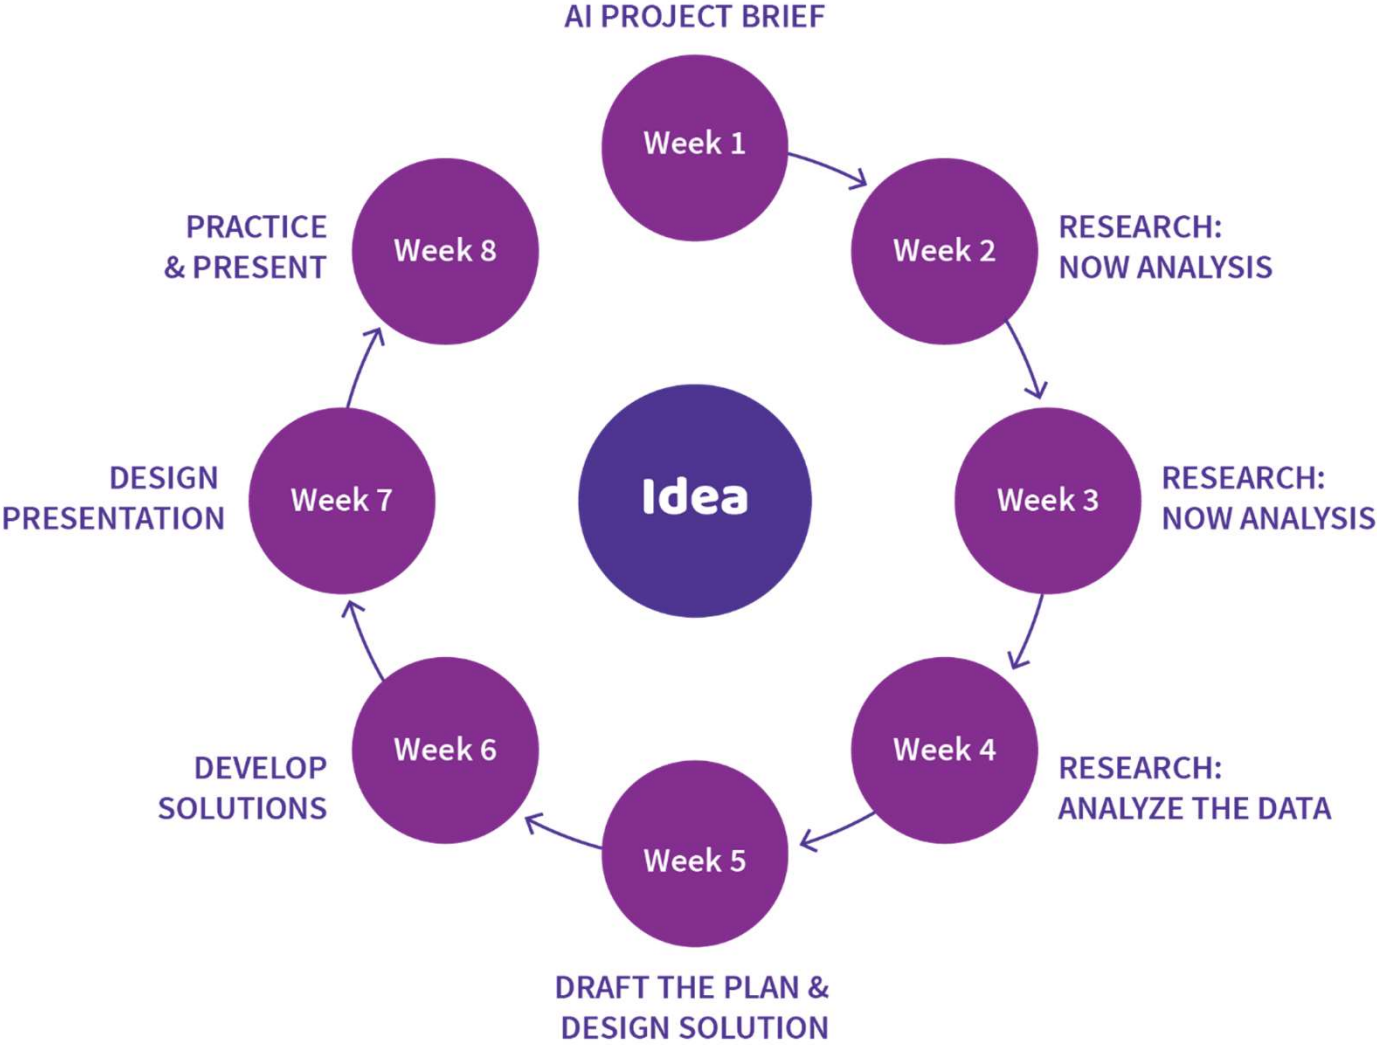 AI PROJECT BRIEF
Week 1
Week 2
RESEARCH:
NOW ANALYSIS
Week 3
RESEARCH:
NOW ANALYSIS
Week 4
RESEARCH:
ANALYZE THE DATA
Week 5
DRAFT THE PLAN &
DESIGN SOLUTION
Week 6
DEVELOP
SOLUTIONS
Week 7
DESIGN
PRESENTATION
Week 8
PRACTICE
& PRESENT
Idea